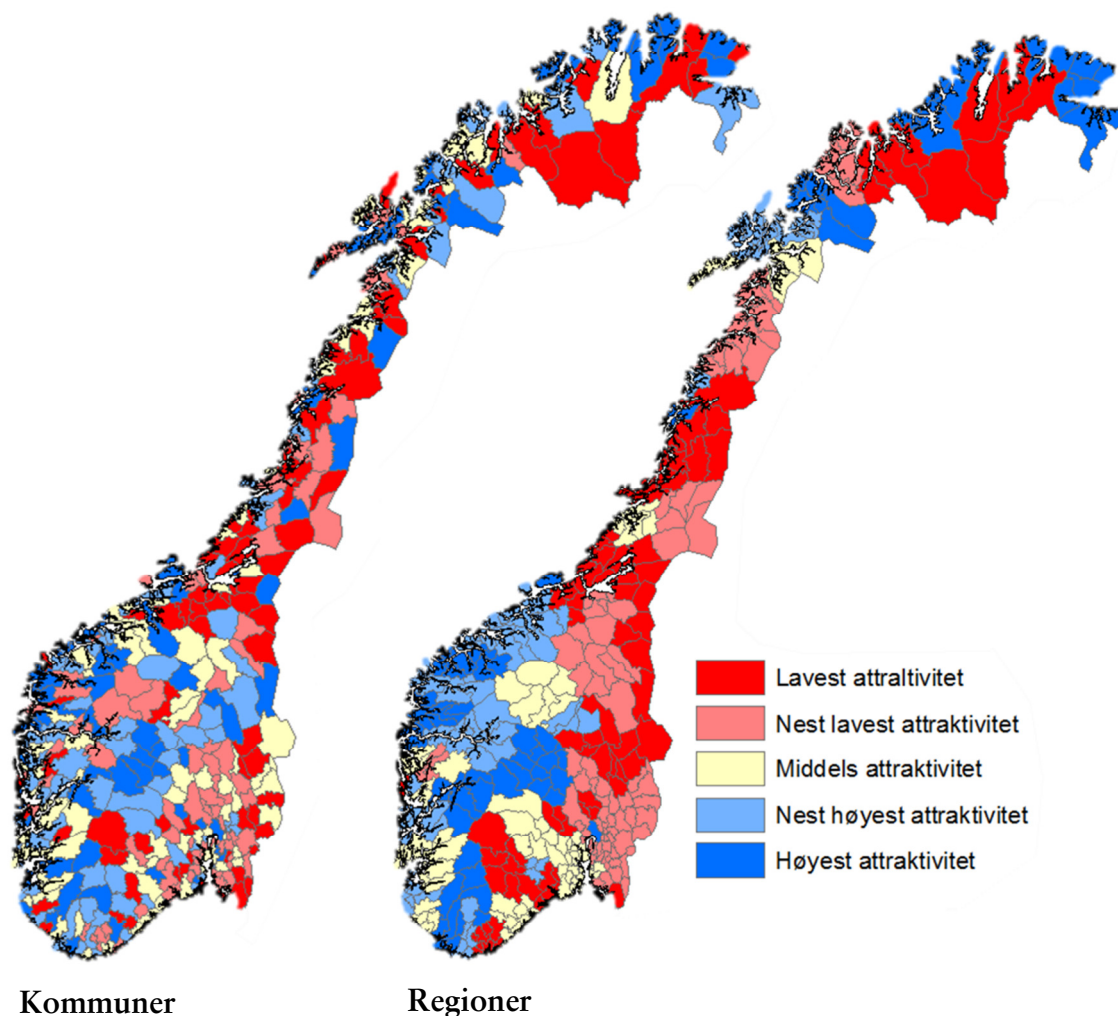 Lavest attraltivitet
Nest lavest attraktivitet
Middels attraktivitet
Nest høyest attraktivitet
Høyest attraktivitet
Kommuner
Regioner